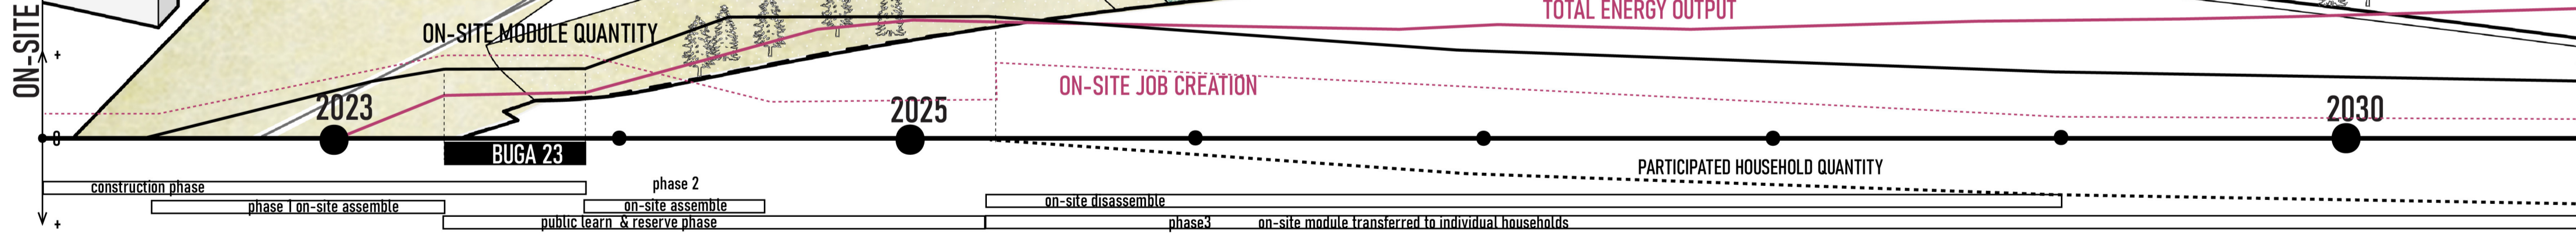 ON-SITE
TOTAL ENERGY OUTPUT
ON-SITE MODULE QUANTITY
+
ON-SITE JOB CREATION
2023
2025
2030
0
BUGA 23
PARTICIPATED HOUSEHOLD QUANTITY
construction phase
phase 2
on-site disassemble
phase 1 on-site assemble
on-site assemble
+
public learn & reserve phase
phase3
on-site module transferred to individual households